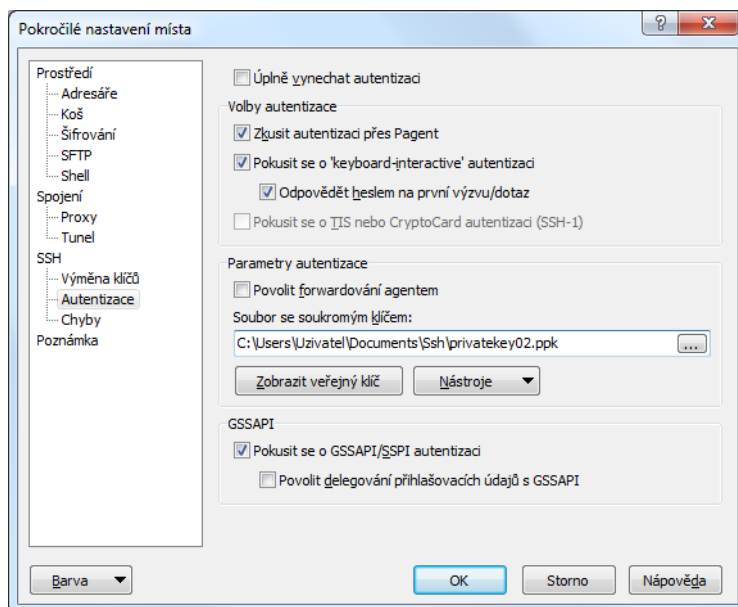 Pokročilé nastavení místa
Prostředí
Adresáře
Koš
Šifrování
SFTP
Shell
Spojení
Proxy
Tunel
SSH
Výměna klíčů
Autentizace
Chyby
Poznámka
Úplně vynechat autentizaci
Volby autentizace
Zkusit autentizaci přes Pagent
Pokusit se o 'keyboard-interactive' autentizaci
Odpovědět heslem na první výzvu/dotaz
Pokusit se o TIS nebo CryptoCard autentizaci (SSH-1)
Parametry autentizace
Povolit forwardování agentem
Soubor se soukromým klíčem:
C:\Users\Uzivatel\Documents\Ssh\privatekey02.ppk
...
Zobrazit veřejný klíč
Nástroje
GSSAPI
Pokusit se o GSSAPI/SSPI autentizaci
Povolit delegování přihlašovacích údajů s GSSAPI
Barva
OK
Storno
Nápověda